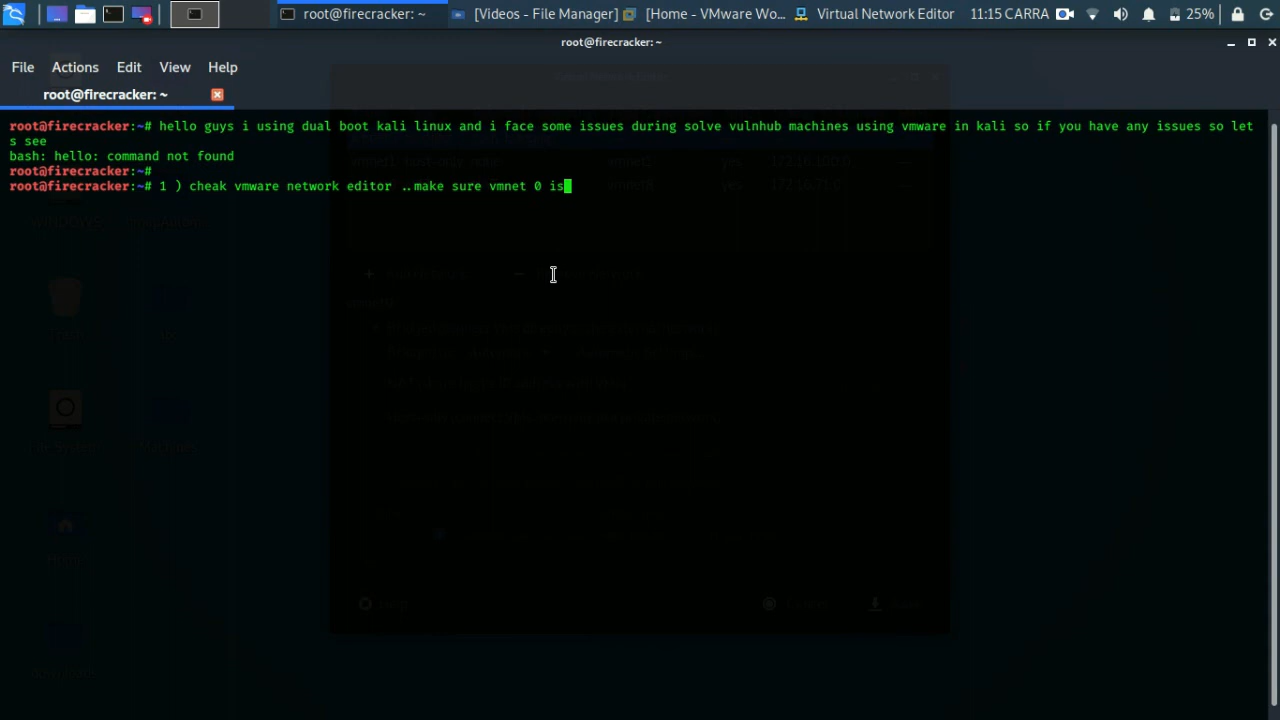 root@firecracker: ~
[Videos - File Manager]
[Home - VMware Wo...
Virtual Network Editor
11:15 CARRA
25%
root@firecracker: ~
File Actions Edit View Help
root@firecracker: ~
root@firecracker:~# hello guys i using dual boot kali linux and i face some issues during solve vulnhub machines using vmware in kali so if you have any issues so let
s see
bash: hello: command not found
root@firecracker:~#
root@firecracker:~# 1 ) cheak vmware network editor ..make sure vmnet 0 is